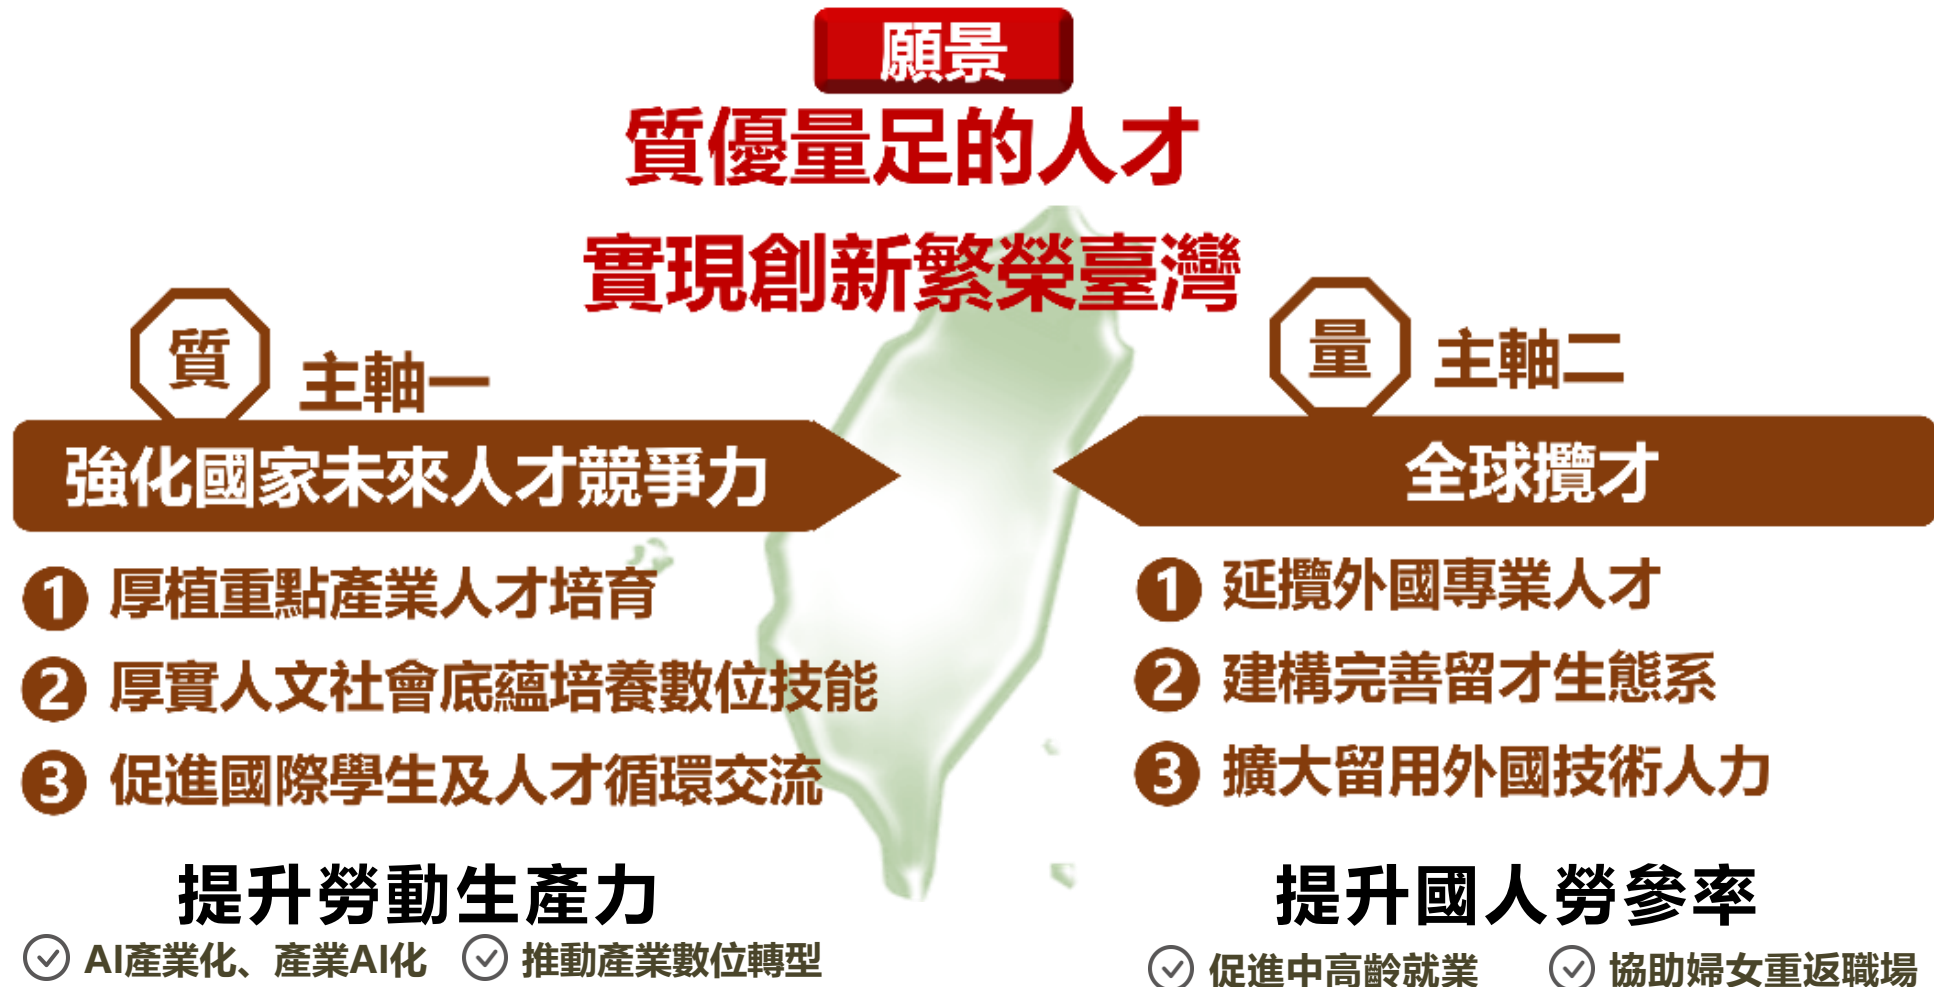 願景
質優量足的人才
實現創新繁榮臺灣
質
主軸一
強化國家未來人才競爭力
1 厚植重點產業人才培育
2 厚實人文社會底蘊培養數位技能
3 促進國際學生及人才循環交流
提升勞動生產力
AI產業化、產業AI化 推動產業數位轉型
量
主軸二
全球攬才
1 延攬外國專業人才
2 建構完善留才生態系
3 擴大留用外國技術人力
提升國人勞參率
促進中高齡就業 協助婦女重返職場